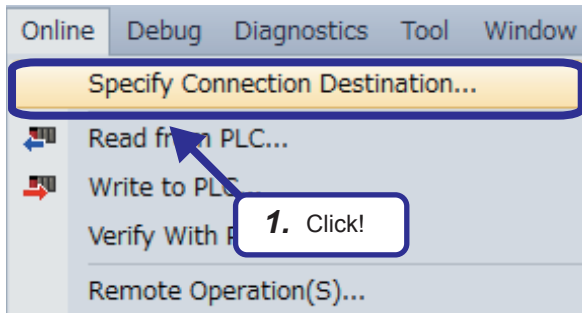 Online Debug Diagnostics Tool Window
Specify Connection Destination...
Read from PLC...
Write to PLC...
Verify With
1. Click!
Remote Operation(S)...